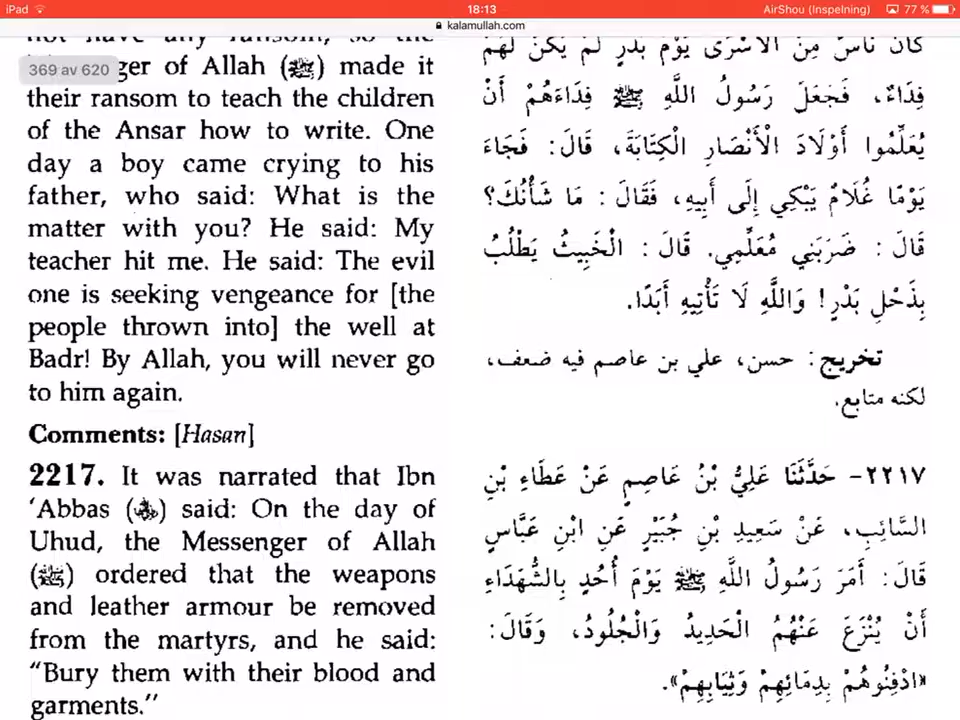 iPad
18:13
AirShou (Inspelning)
77 %
kalamullah.com
369 av 620
not have any ransom, so the
ger of Allah (ﷺ) made it
their ransom to teach the children
of the Ansar how to write. One
day a boy came crying to his
father, who said: What is the
matter with you? He said: My
teacher hit me. He said: The evil
one is seeking vengeance for [the
people thrown into] the well at
Badr! By Allah, you will never go
to him again.
Comments: [Hasan]
2217. It was narrated that Ibn
‘Abbas () said: On the day of
Uhud, the Messenger of Allah
(ﷺ) ordered that the weapons
and leather armour be removed
from the martyrs, and he said:
“Bury them with their blood and
garments.”
كَانَ نَاسٌ مِنَ الْأَسْرَى يَوْمَ بَدْرٍ لَمْ يَكُنْ لَهُمْ
فِدَاءٌ، فَجَعَلَ رَسُولُ اللَّهِ ﷺ فِدَاءَهُمْ أَنْ
يُعَلِّمُوا أَوْلَادَ الْأَنْصَارِ الْكِتَابَةَ، قَالَ: فَجَاءَ
يَوْمًا غُلَامٌ يَبْكِي إِلَى أَبِيهِ، فَقَالَ: مَا شَأْنُكَ؟
قَالَ: ضَرَبَنِي مُعَلِّمِي. قَالَ: الْخَبِيثُ يَطْلُبُ
بِذَحْلِ بَدْرٍ! وَاللَّهِ لَا تَأْتِيهِ أَبَدًا.
تخريج: حسن، علي بن عاصم فيه ضعف،
لكنه متابع.
٢٢١٧- حَدَّثَنَا عَلِيُّ بْنُ عَاصِمٍ عَنْ عَطَاءِ بْنِ
السَّائِبِ، عَنْ سَعِيدِ بْنِ جُبَيْرٍ عَنِ ابْنِ عَبَّاسٍ
قَالَ: أَمَرَ رَسُولُ اللَّهِ ﷺ يَوْمَ أُحُدٍ بِالشُّهَدَاءِ
أَنْ يُنْزَعَ عَنْهُمُ الْحَدِيدُ وَالْجُلُودُ، وَقَالَ:
«ادْفِنُوهُمْ بِدِمَائِهِمْ وَثِيَابِهِمْ».